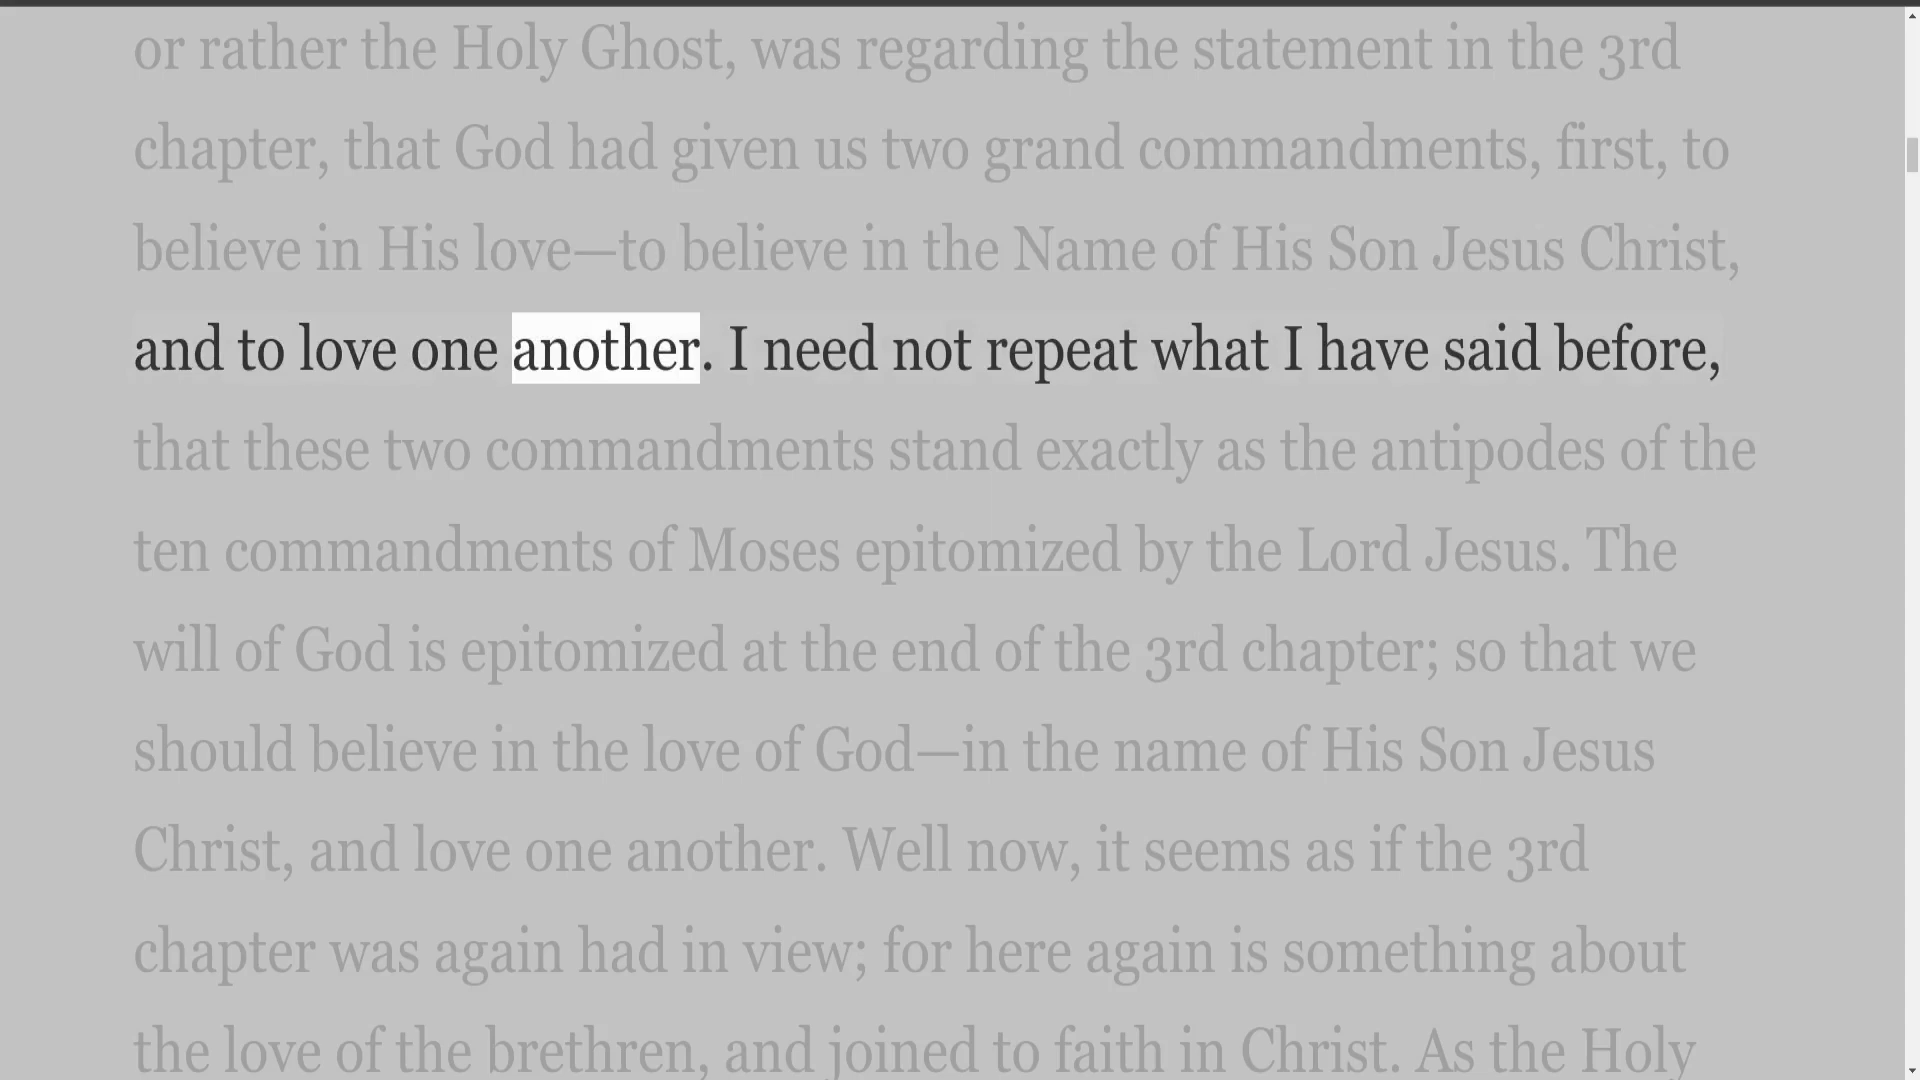 or rather the Holy Ghost, was regarding the statement in the 3rd
chapter, that God had given us two grand commandments, first, to
believe in His love—to believe in the Name of His Son Jesus Christ,
and to love one another. I need not repeat what I have said before,
that these two commandments stand exactly as the antipodes of the
ten commandments of Moses epitomized by the Lord Jesus. The
will of God is epitomized at the end of the 3rd chapter; so that we
should believe in the love of God—in the name of His Son Jesus
Christ, and love one another. Well now, it seems as if the 3rd
chapter was again had in view; for here again is something about
the love of the brethren, and joined to faith in Christ. As the Holy